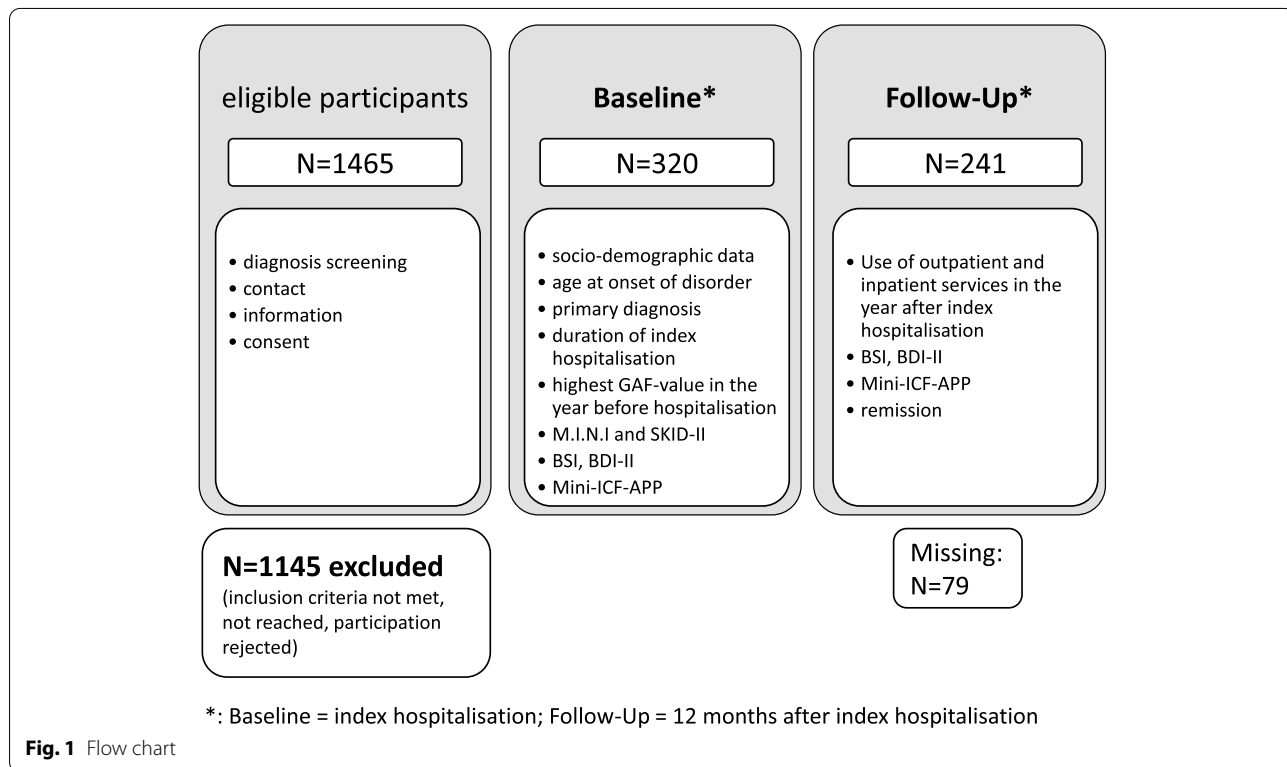 eligible participants
N=1465
• diagnosis screening
• contact
• information
• consent
N=1145 excluded
(inclusion criteria not met,
not reached, participation
rejected)
Baseline*
N=320
• socio-demographic data
• age at onset of disorder
• primary diagnosis
• duration of index
hospitalisation
• highest GAF-value in the
year before hospitalisation
• M.I.N.I and SKID-II
• BSI, BDI-II
• Mini-ICF-APP
Follow-Up*
N=241
• Use of outpatient and
inpatient services in the
year after index
hospitalisation
• BSI, BDI-II
• Mini-ICF-APP
• remission
Missing:
N=79
*: Baseline = index hospitalisation; Follow-Up = 12 months after index hospitalisation
Fig. 1 Flow chart